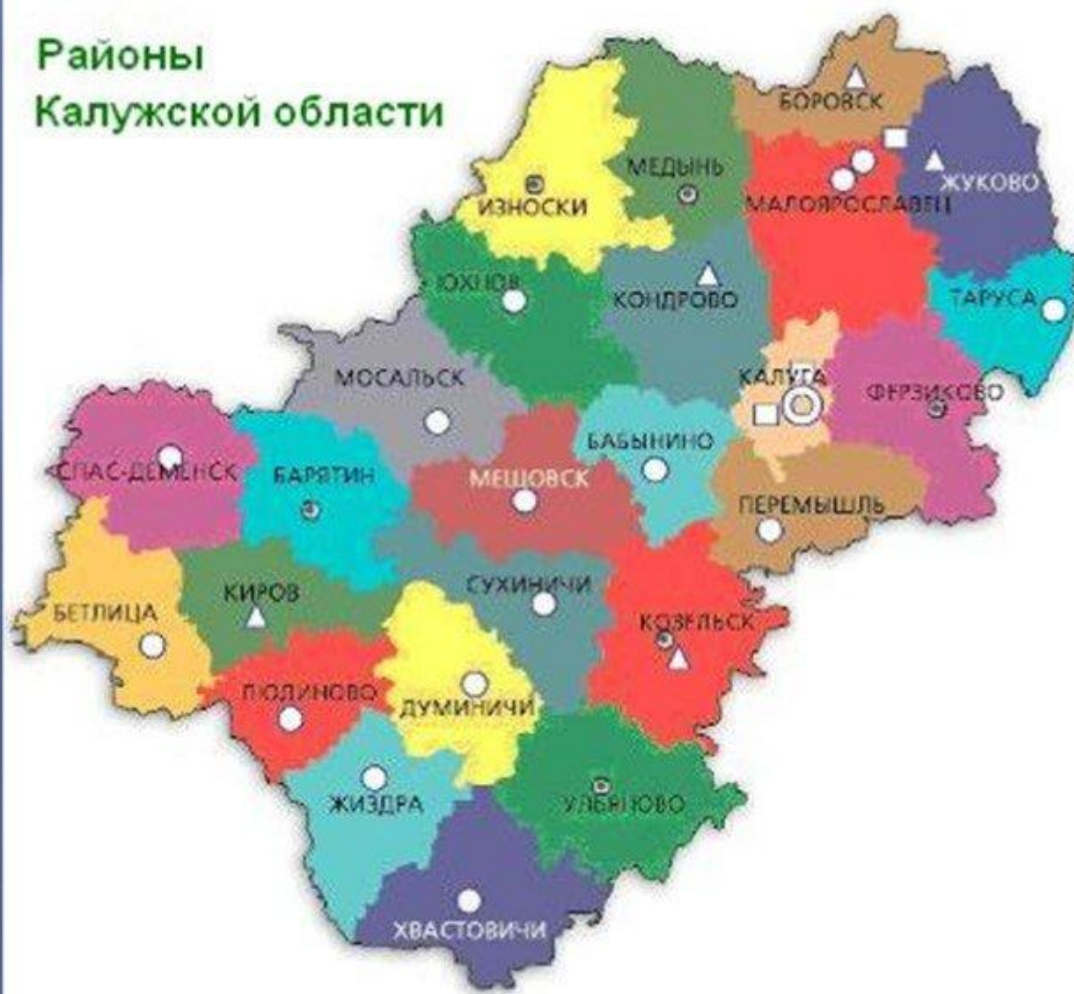 Районы
Калужской области
БОРОВСК
МЕДЫНЬ
ЖУКОВО
ИЗНОСКИ
МАЛОЯРОСЛАВЕЦ
ЮХНОВ
КОНДРОВО
ТАРУСА
МОСАЛЬСК
КАЛУГА
ФЕРЗИКОВО
БАБЫНИНО
СПАС-ДЕМЕНСК
БАРЯТИН
МЕЩОВСК
ПЕРЕМЫШЛЬ
СУХИНИЧИ
КИРОВ
БЕТЛИЦА
КОЗЕЛЬСК
ЛЮДИНОВО
ДУМИНИЧИ
ЖИЗДРА
УЛЬЯНОВО
ХВАСТОВИЧИ